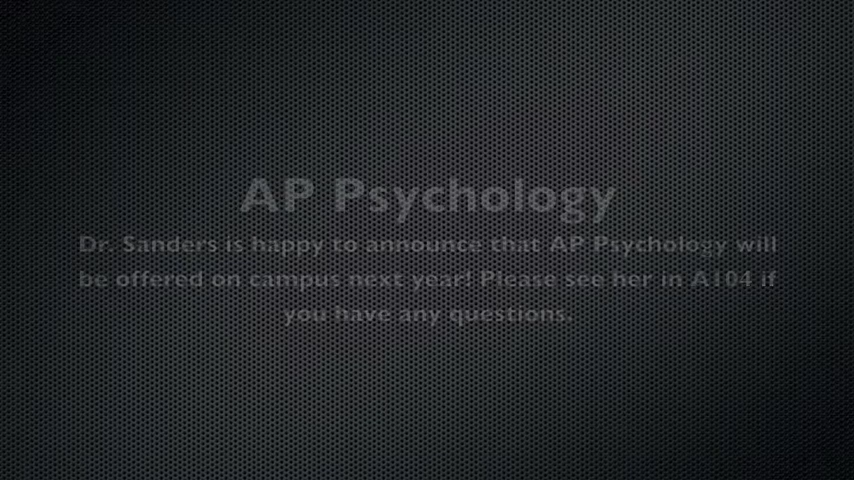 AP Psychology
Dr. Sanders is happy to announce that AP Psychology will
be offered on campus next year! Please see her in A104 if
you have any questions.